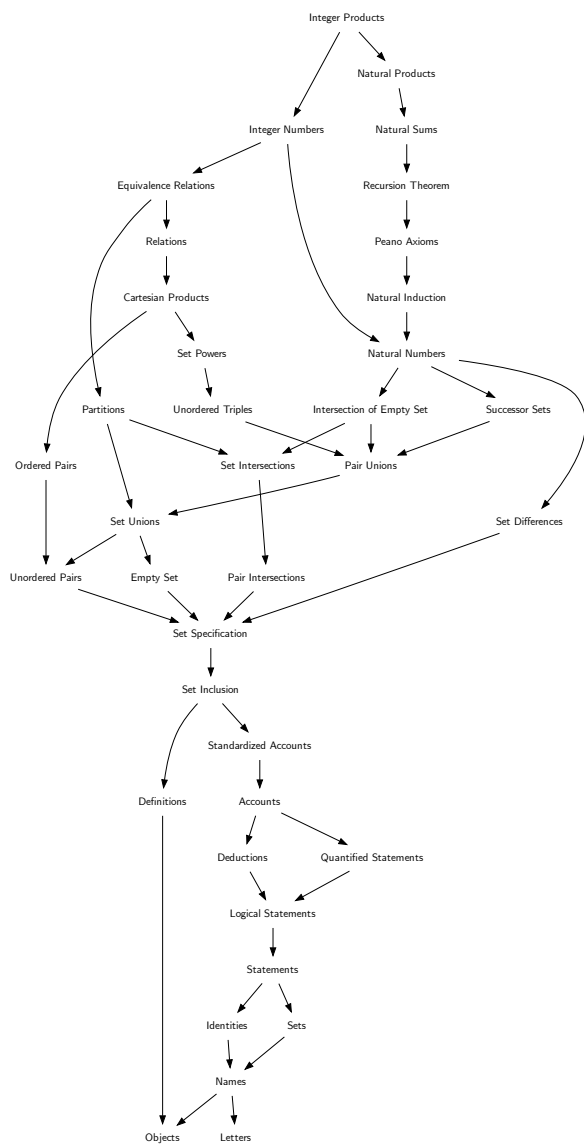 Integer Products
Natural Products
Integer Numbers
Natural Sums
Equivalence Relations
Recursion Theorem
Relations
Peano Axioms
Cartesian Products
Natural Induction
Set Powers
Natural Numbers
Partitions
Unordered Triples
Intersection of Empty Set
Successor Sets
Ordered Pairs
Set Intersections
Pair Unions
Set Unions
Set Differences
Unordered Pairs
Empty Set
Pair Intersections
Set Specification
Set Inclusion
Standardized Accounts
Definitions
Accounts
Deductions
Quantified Statements
Logical Statements
Statements
Identities
Sets
Names
Objects
Letters